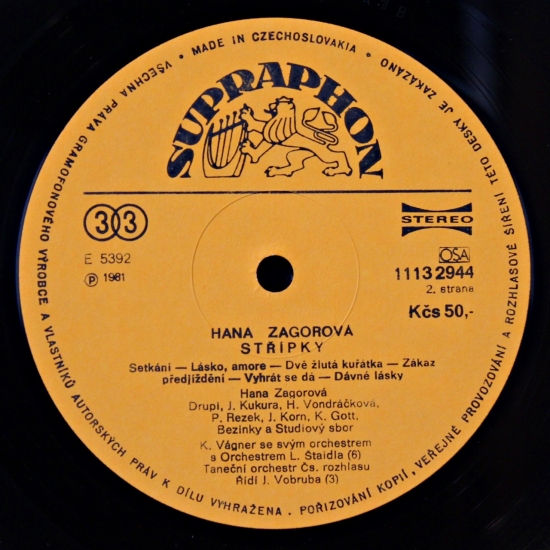 • MADE IN CZECHOSLOVAKIA •
VŠECHNA PRÁVA GRAMOFONOVÉHO VÝROBCE A VLASTNÍKŮ AUTORSKÝCH PRÁV K DÍLU VYHRAŽENA. • POŘIZOVÁNÍ KOPIÍ, VEŘEJNÉ PROVOZOVÁNÍ A ROZHLASOVÉ ŠÍŘENÍ TÉTO DESKY JE ZAKÁZÁNO
SUPRAPHON
33
STEREO
E 5392
Ⓟ 1981
OSA
1113 2944
2. strana
Kčs 50,-
HANA ZAGOROVÁ
STŘÍPKY
Setkání — Lásko, amore — Dvě žlutá kuřátka — Zákaz
předjíždění — Vyhrát se dá — Dávné lásky
Hana Zagorová
Drupi, J. Kukura, H. Vondráčková,
P. Rezek, J. Korn, K. Gott.
Bezinky a Studiový sbor
K. Vágner se svým orchestrem
s Orchestrem L. Štaidla (6)
Taneční orchestr Čs. rozhlasu
Řídí J. Vobruba (3)